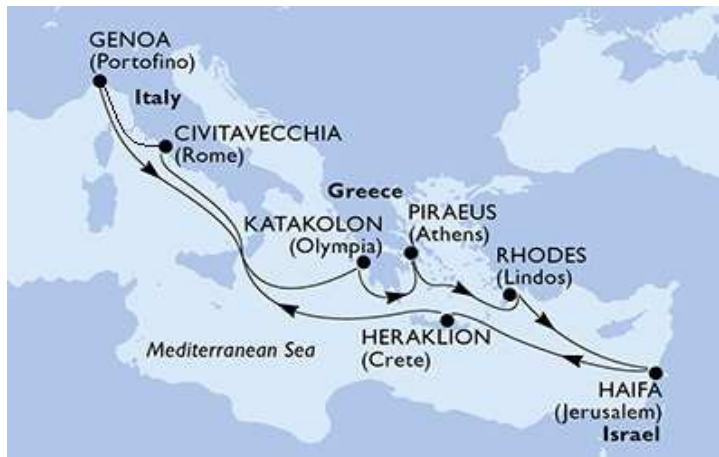 GENOA
(Portofino)
Italy
CIVITAVECCHIA
(Rome)
Greece
KATAKOLON
(Olympia)
PIRAEUS
(Athens)
RHODES
(Lindos)
HERAKLION
(Crete)
Mediterranean Sea
HAIFA
(Jerusalem)
Israel